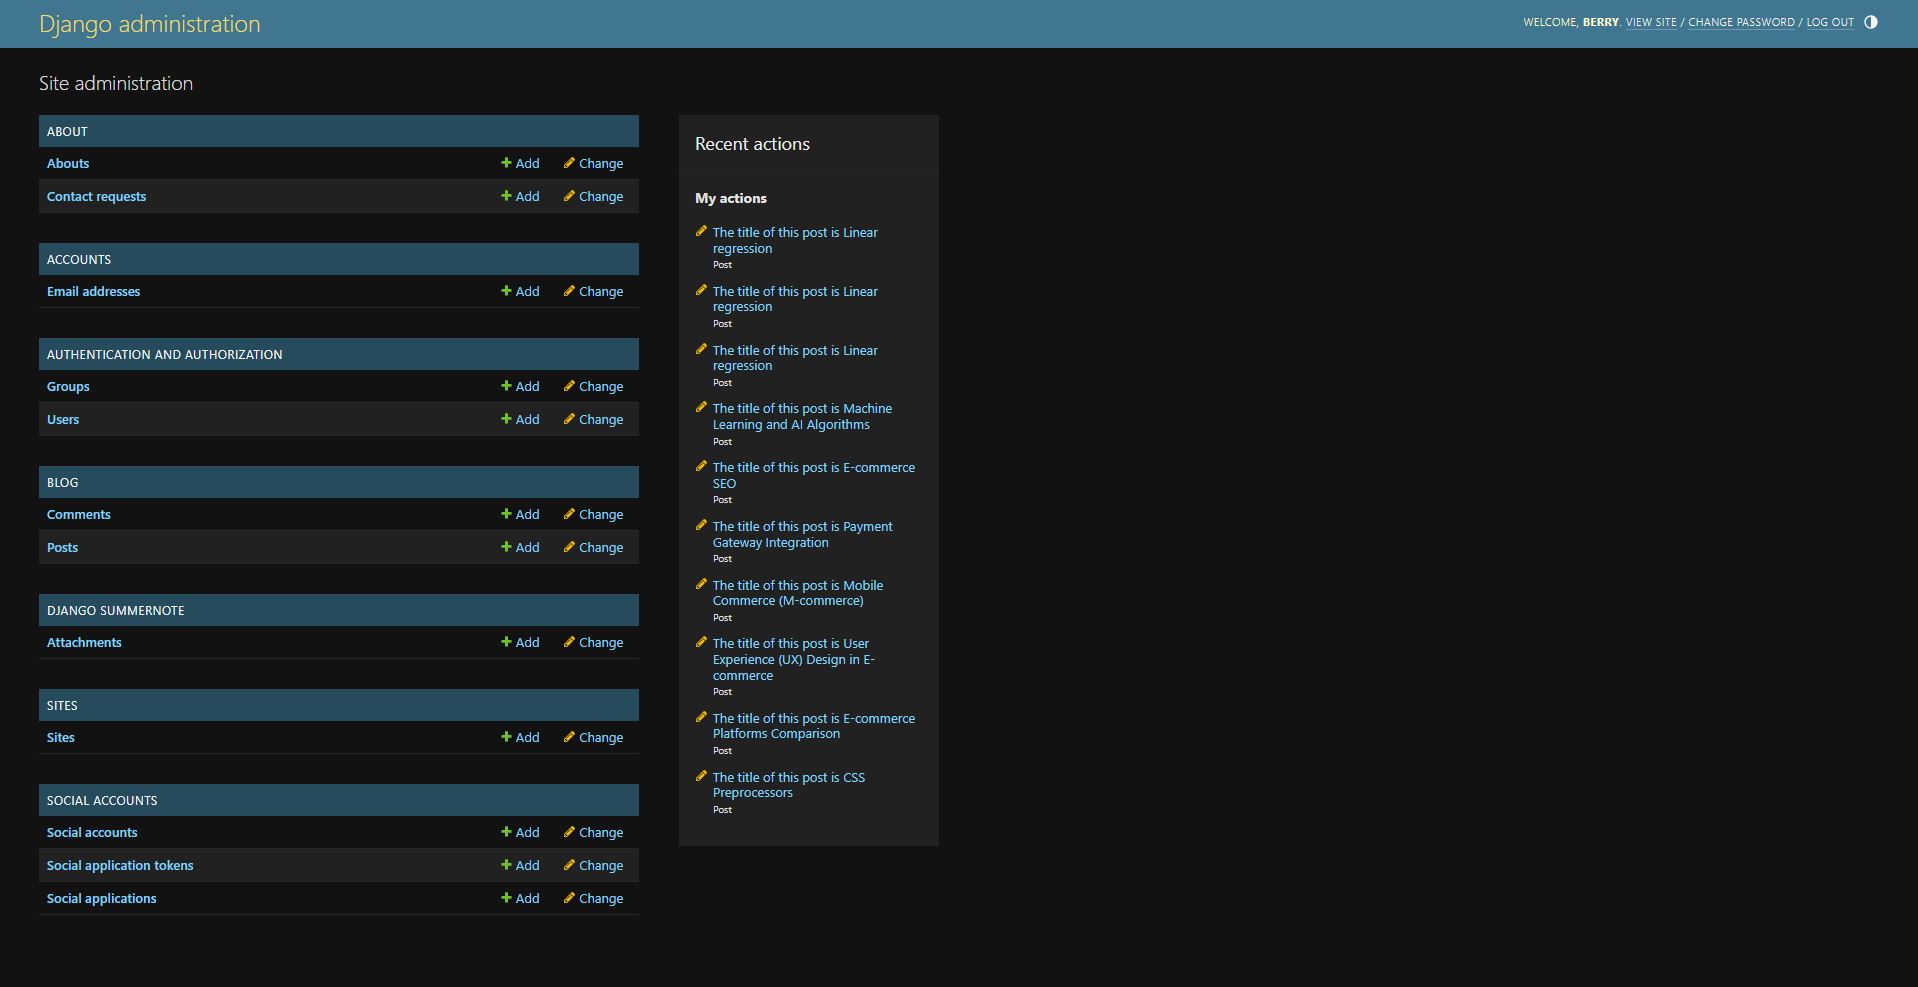 Django administration
WELCOME, BERRY. VIEW SITE / CHANGE PASSWORD / LOG OUT
Site administration
ABOUT
Abouts Add Change
Contact requests Add Change
ACCOUNTS
Email addresses Add Change
AUTHENTICATION AND AUTHORIZATION
Groups Add Change
Users Add Change
BLOG
Comments Add Change
Posts Add Change
DJANGO SUMMERNOTE
Attachments Add Change
SITES
Sites Add Change
SOCIAL ACCOUNTS
Social accounts Add Change
Social application tokens Add Change
Social applications Add Change
Recent actions
My actions
The title of this post is Linear
regression
Post
The title of this post is Linear
regression
Post
The title of this post is Linear
regression
Post
The title of this post is Machine
Learning and AI Algorithms
Post
The title of this post is E-commerce
SEO
Post
The title of this post is Payment
Gateway Integration
Post
The title of this post is Mobile
Commerce (M-commerce)
Post
The title of this post is User
Experience (UX) Design in E-
commerce
Post
The title of this post is E-commerce
Platforms Comparison
Post
The title of this post is CSS
Preprocessors
Post